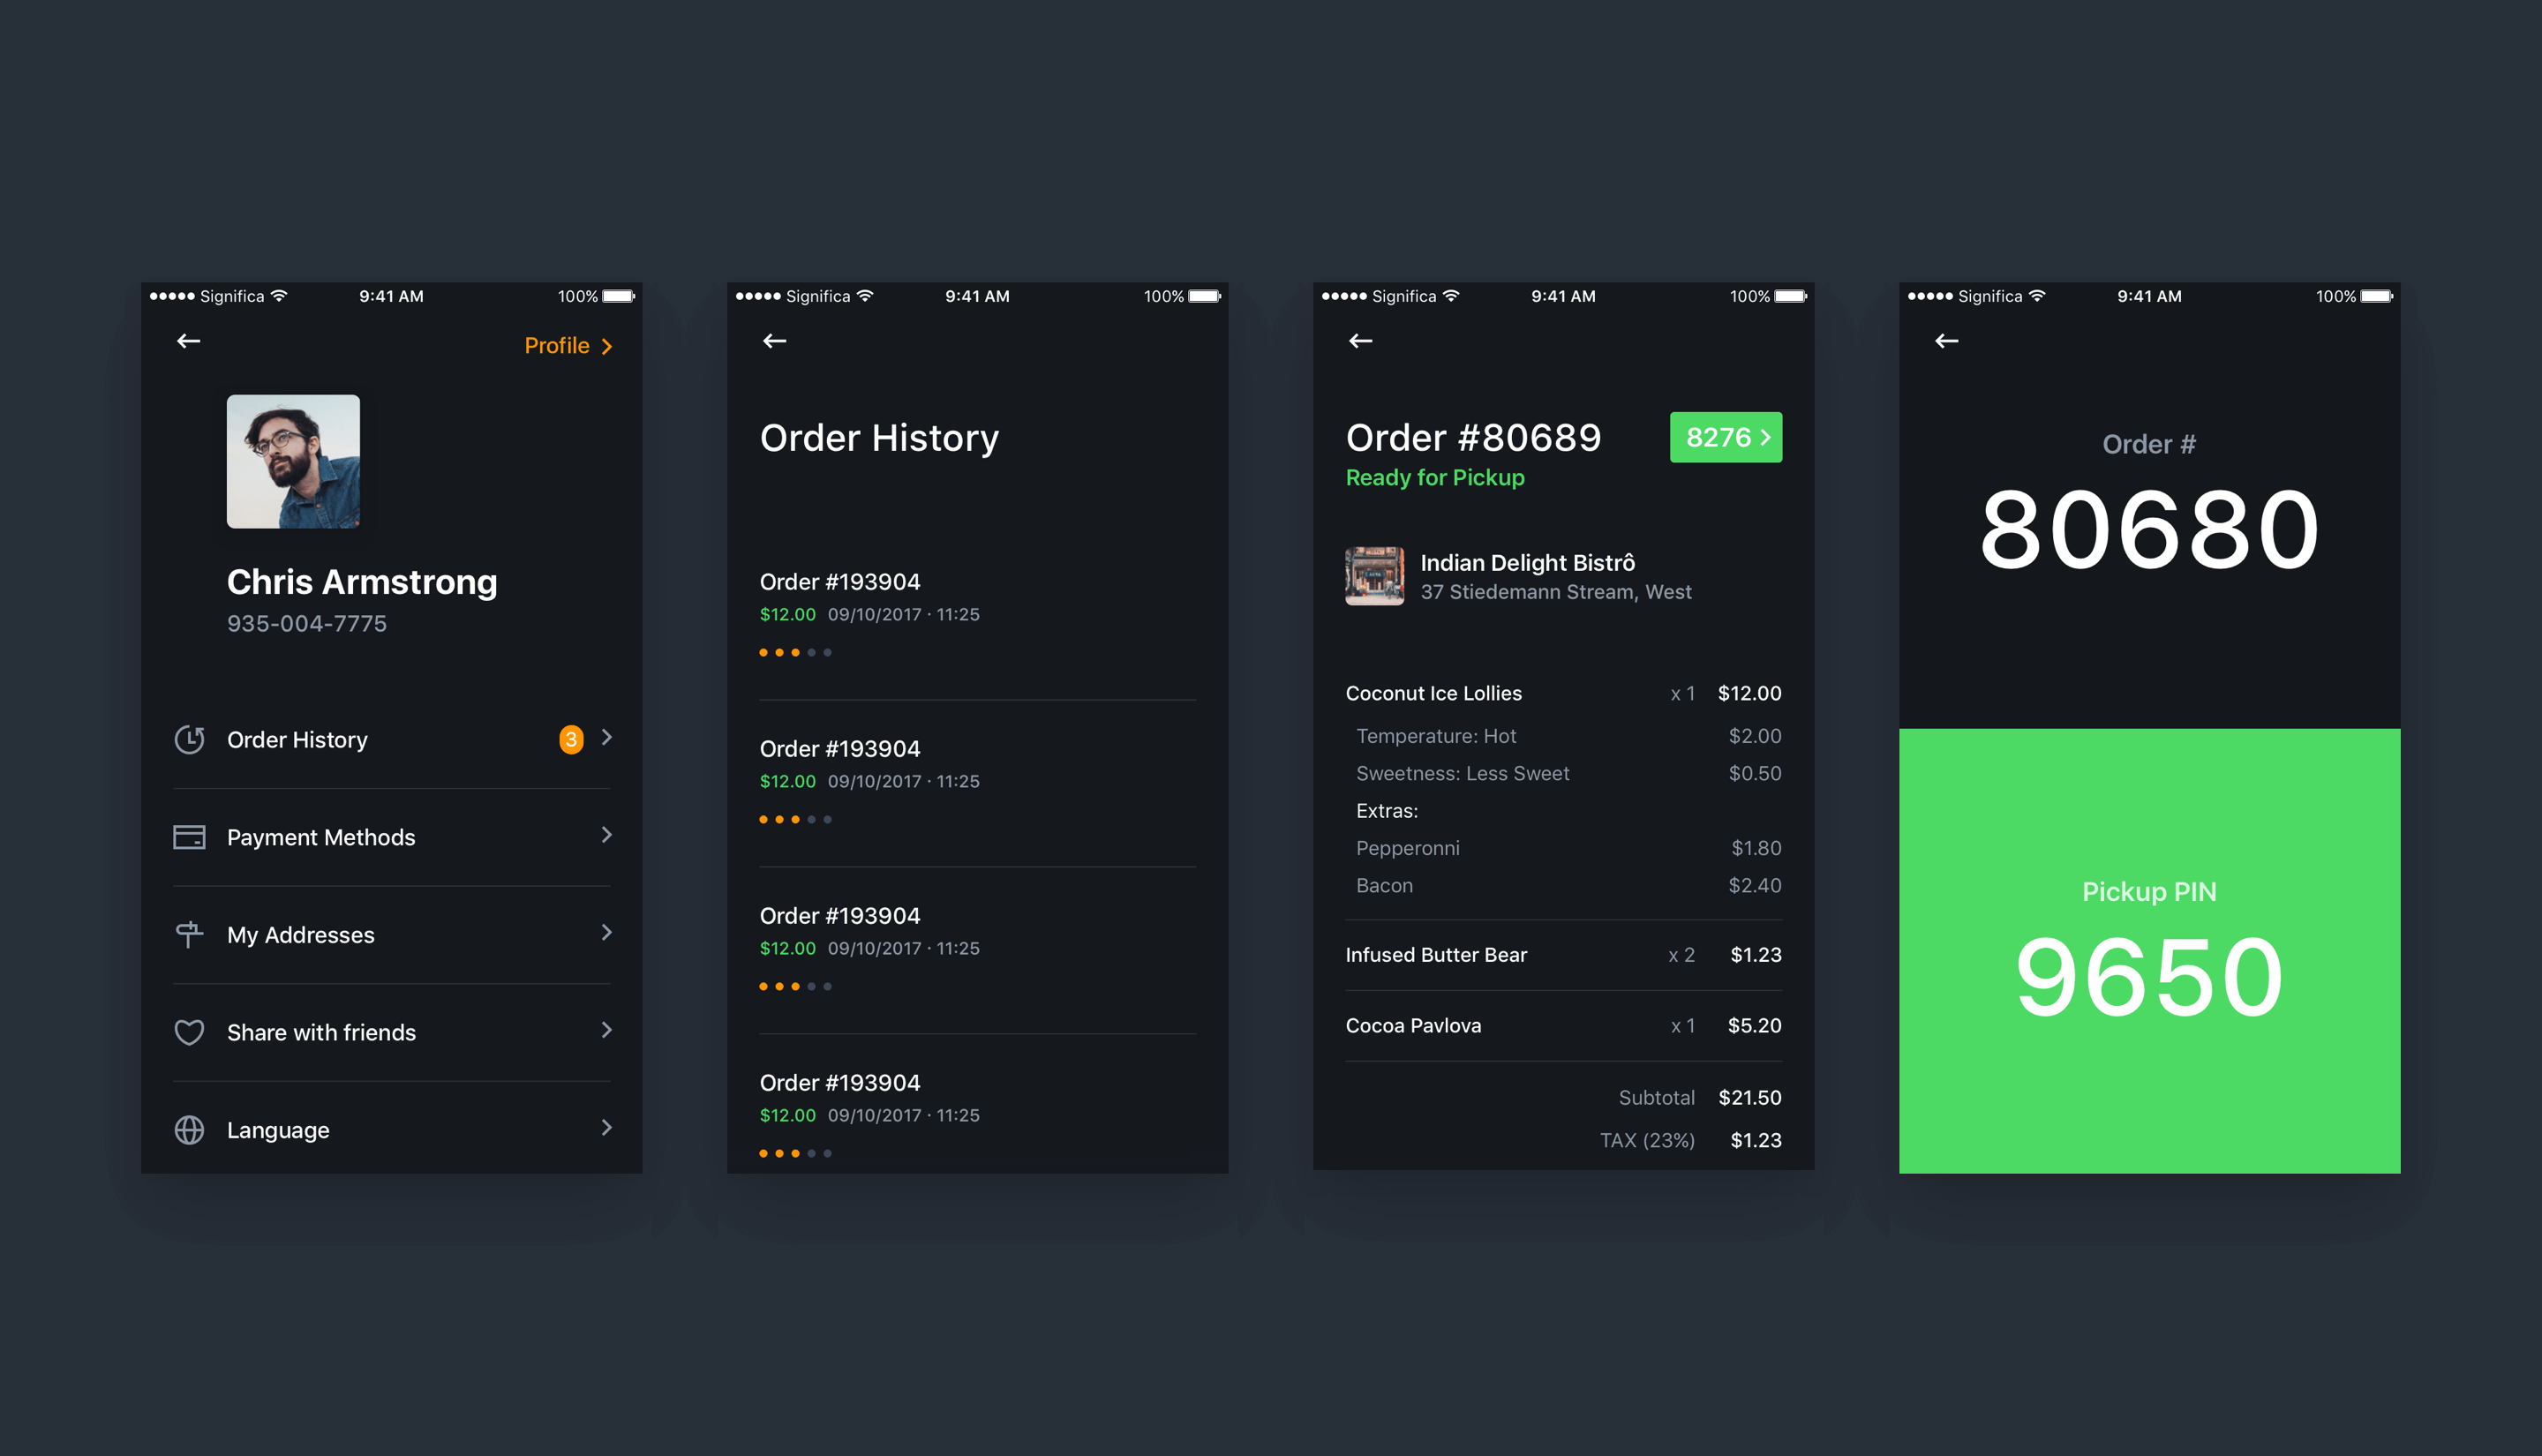 Significa 9:41 AM 100%
Profile
Chris Armstrong
935-004-7775
Order History 3
Payment Methods
My Addresses
Share with friends
Language
Significa 9:41 AM 100%
Order History
Order #193904
$12.00 09/10/2017 · 11:25
Order #193904
$12.00 09/10/2017 · 11:25
Order #193904
$12.00 09/10/2017 · 11:25
Order #193904
$12.00 09/10/2017 · 11:25
Significa 9:41 AM 100%
Order #80689 8276
Ready for Pickup
Indian Delight Bistrô
37 Stiedemann Stream, West
Coconut Ice Lollies x 1 $12.00
Temperature: Hot $2.00
Sweetness: Less Sweet $0.50
Extras:
Pepperonni $1.80
Bacon $2.40
Infused Butter Bear x 2 $1.23
Cocoa Pavlova x 1 $5.20
Subtotal $21.50
TAX (23%) $1.23
Significa 9:41 AM 100%
Order #
80680
Pickup PIN
9650